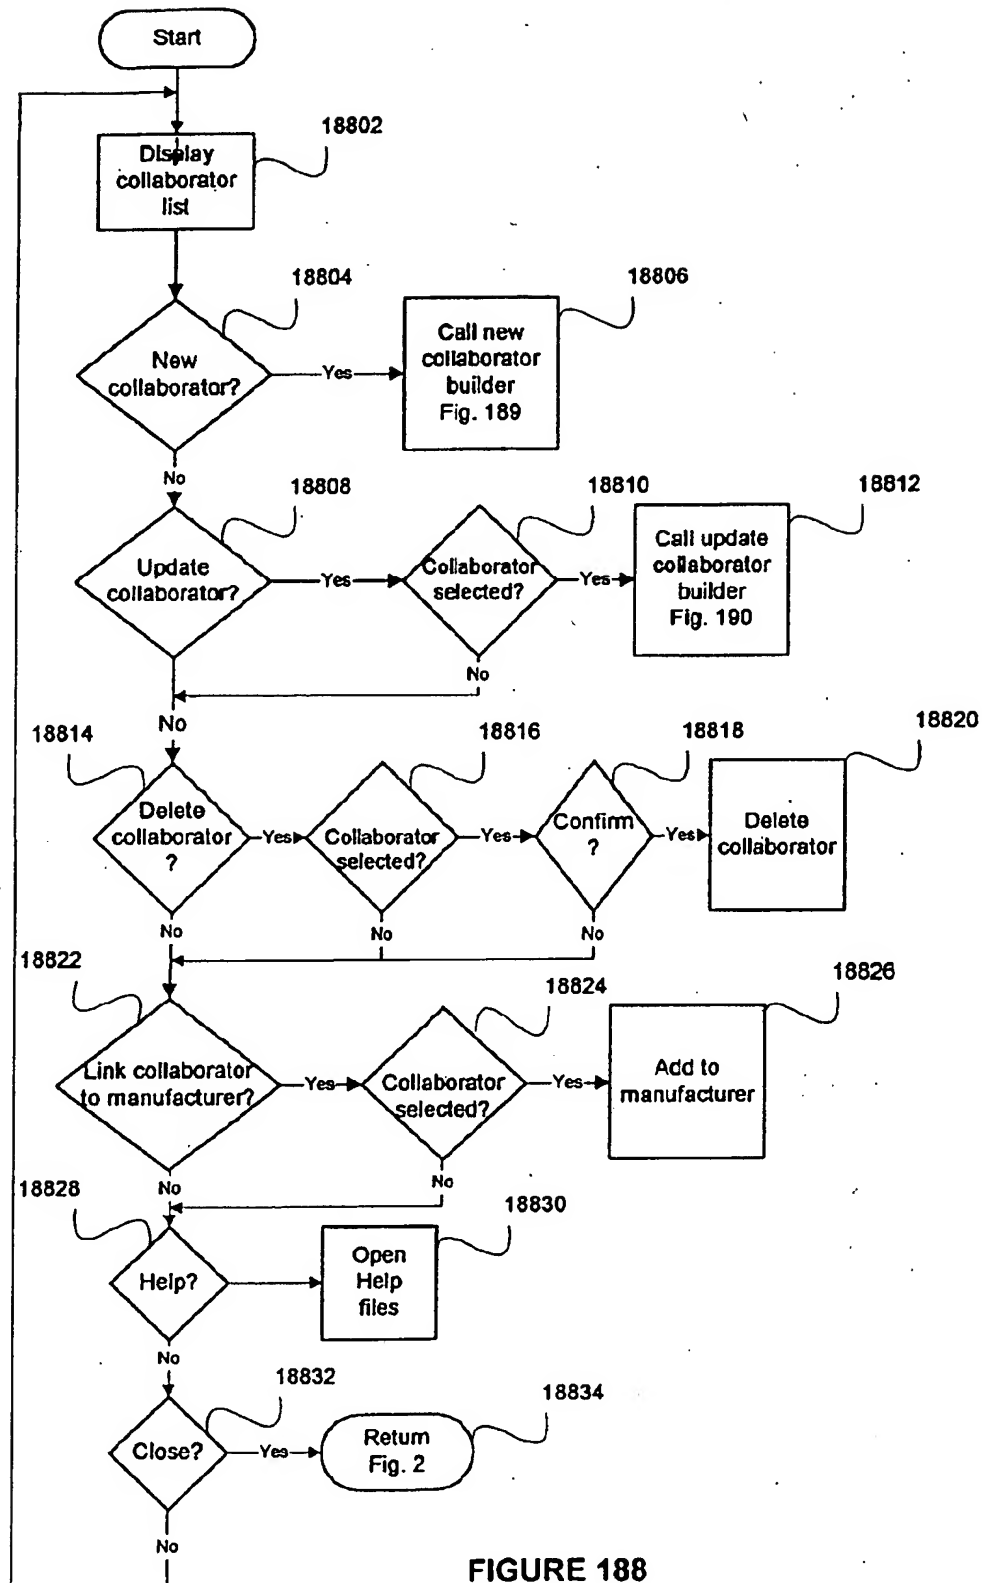 Start
18802
Display
collaborator
list
18804
18806
New
collaborator?
Yes
Call new
collaborator
builder
Fig. 189
No
18808
18810
18812
Update
collaborator?
Yes
Collaborator
selected?
Yes
Call update
collaborator
builder
Fig. 190
No
No
18814
18816
18818
18820
Delete
collaborator
?
Yes
Collaborator
selected?
Yes
Confirm
?
Yes
Delete
collaborator
No
No
No
18822
18824
18826
Link collaborator
to manufacturer?
Yes
Collaborator
selected?
Yes
Add to
manufacturer
No
No
18828
18830
Help?
Open
Help
files
No
18832
18834
Close?
Yes
Return
Fig. 2
No
FIGURE 188